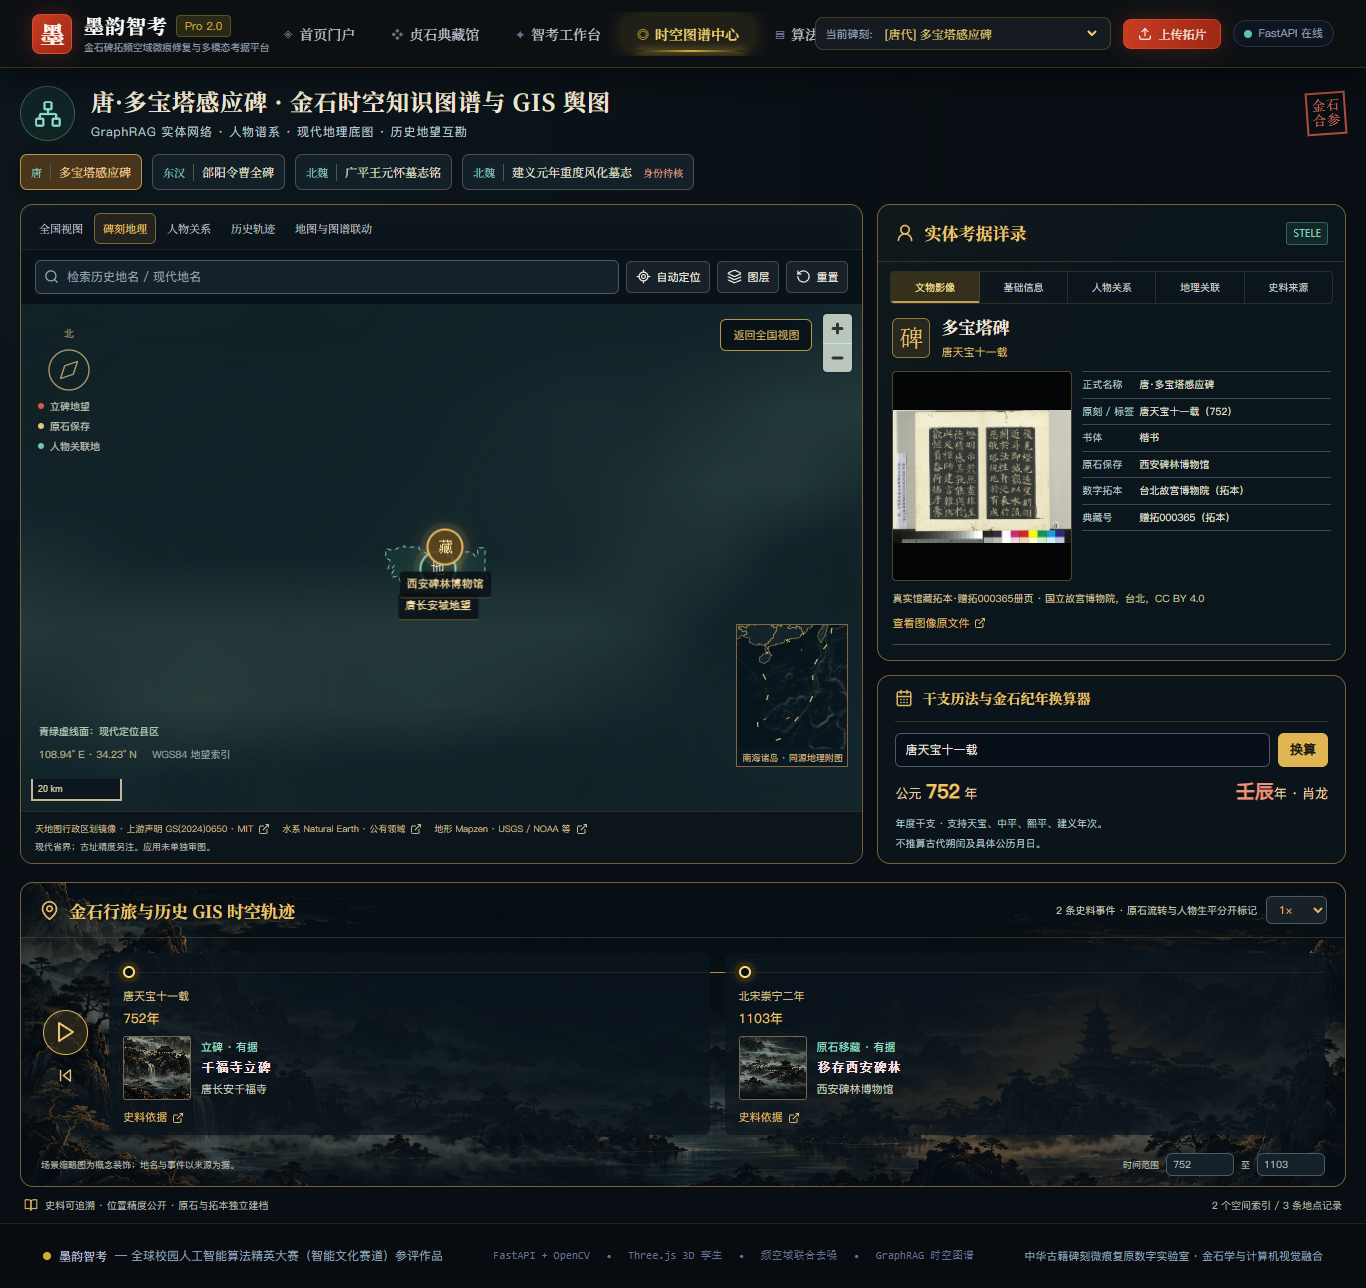 墨 墨韵智考 Pro 2.0
金石碑拓频空域微痕修复与多模态考据平台
首页门户 贞石典藏馆 智考工作台 时空图谱中心 算法
当前碑刻: [唐代] 多宝塔感应碑
上传拓片 FastAPI 在线
唐·多宝塔感应碑 · 金石时空知识图谱与 GIS 舆图
GraphRAG 实体网络 · 人物谱系 · 现代地理底图 · 历史地望互勘
金石
合参
唐 多宝塔感应碑
东汉 郃阳令曹全碑
北魏 广平王元怀墓志铭
北魏 建义元年重度风化墓志 身份待核
全国视图 碑刻地理 人物关系 历史轨迹 地图与图谱联动
检索历史地名 / 现代地名
自动定位 图层 重置
北
返回全国视图
+
−
立碑地望
原石保存
人物关联地
藏
地
西安碑林博物馆
唐长安城地望
青绿虚线面：现代定位县区
108.94° E · 34.23° N WGS84 地望索引
20 km
南海诸岛 · 同源地理附图
天地图行政区划镜像 · 上游声明 GS(2024)0650 · MIT 水系 Natural Earth · 公有领域 地形 Mapzen · USGS / NOAA 等
现代省界；古址精度另注。应用未单独审图。
实体考据详录 STELE
文物影像 基础信息 人物关系 地理关联 史料来源
碑 多宝塔碑
唐天宝十一载
正式名称 唐·多宝塔感应碑
原刻 / 标签 唐天宝十一载（752）
书体 楷书
原石保存 西安碑林博物馆
数字拓本 台北故宫博物院（拓本）
典藏号 赠拓000365（拓本）
真实馆藏拓本·赠拓000365册页 · 国立故宫博物院，台北，CC BY 4.0
查看图像原文件
干支历法与金石纪年换算器
唐天宝十一载 换算
公元 752 年 壬辰年 · 肖龙
年度干支 · 支持天宝、中平、熙平、建义年次。
不推算古代朔闰及具体公历月日。
金石行旅与历史 GIS 时空轨迹
2 条史料事件 · 原石流转与人物生平分开标记 1×
唐天宝十一载
752年
立碑 · 有据
千福寺立碑
唐长安千福寺
史料依据
北宋崇宁二年
1103年
原石移藏 · 有据
移存西安碑林
西安碑林博物馆
史料依据
场景缩略图为概念装饰；地名与事件以来源为据。
时间范围 752 至 1103
史料可追溯 · 位置精度公开 · 原石与拓本独立建档
2 个空间索引 / 3 条地点记录
墨韵智考 — 全球校园人工智能算法精英大赛（智能文化赛道）参评作品
FastAPI + OpenCV • Three.js 3D 孪生 • 频空域联合去噪 • GraphRAG 时空图谱
中华古籍碑刻微痕复原数字实验室 · 金石学与计算机视觉融合